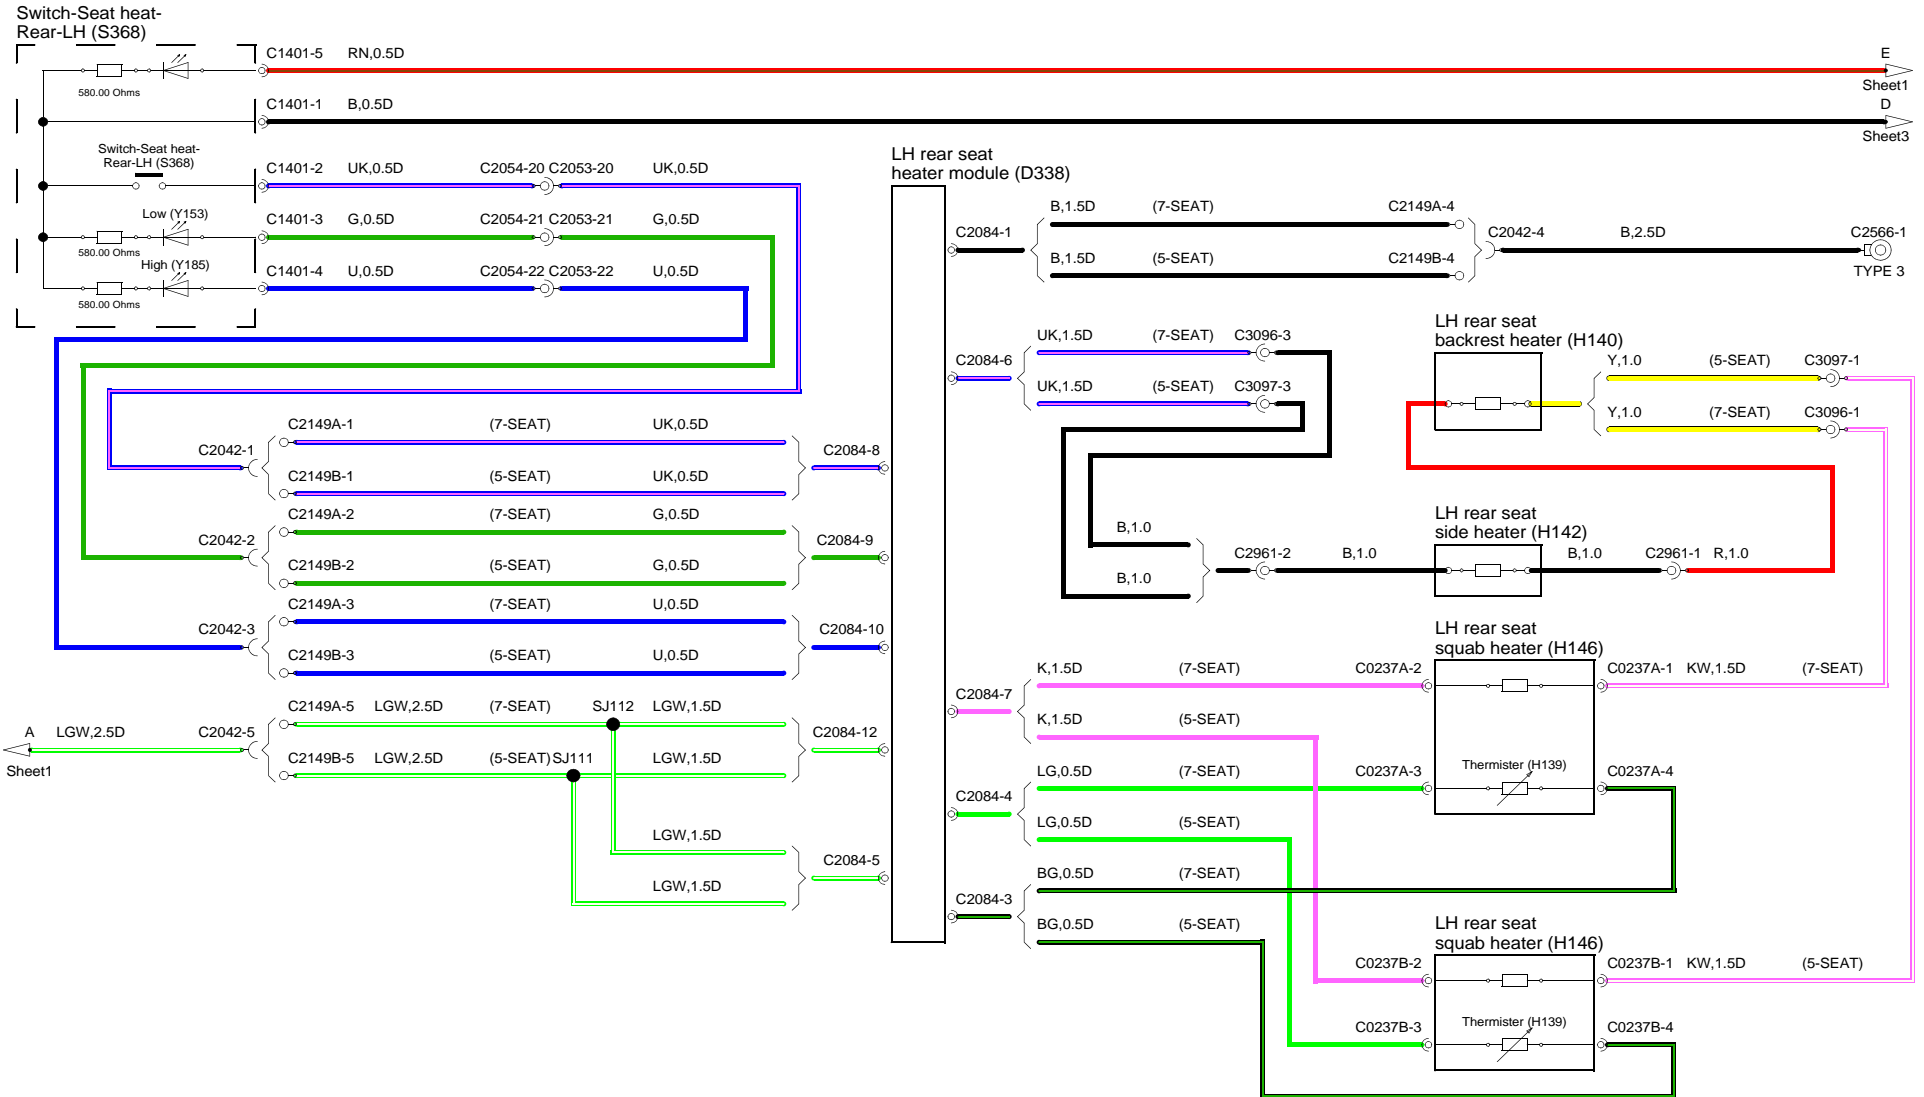 Switch-Seat heat-
Rear-LH (S368)
C1401-5 RN,0.5D
580.00 Ohms
E
Sheet1
C1401-1 B,0.5D
D
Sheet3
Switch-Seat heat-
Rear-LH (S368)
C1401-2 UK,0.5D C2054-20 C2053-20 UK,0.5D
Low (Y153)
C1401-3 G,0.5D C2054-21 C2053-21 G,0.5D
580.00 Ohms
High (Y185)
C1401-4 U,0.5D C2054-22 C2053-22 U,0.5D
580.00 Ohms
LH rear seat
heater module (D338)
C2084-1
B,1.5D (7-SEAT) C2149A-4
B,1.5D (5-SEAT) C2149B-4
C2042-4 B,2.5D C2566-1
TYPE 3
C2084-6
UK,1.5D (7-SEAT) C3096-3
UK,1.5D (5-SEAT) C3097-3
LH rear seat
backrest heater (H140)
Y,1.0 (5-SEAT) C3097-1
Y,1.0 (7-SEAT) C3096-1
C2042-1
C2149A-1 (7-SEAT) UK,0.5D
C2149B-1 (5-SEAT) UK,0.5D
C2084-8
C2042-2
C2149A-2 (7-SEAT) G,0.5D
C2149B-2 (5-SEAT) G,0.5D
C2084-9
C2042-3
C2149A-3 (7-SEAT) U,0.5D
C2149B-3 (5-SEAT) U,0.5D
C2084-10
B,1.0
B,1.0
C2961-2 B,1.0
LH rear seat
side heater (H142)
B,1.0 C2961-1 R,1.0
A
LGW,2.5D
Sheet1
C2042-5
C2149A-5 LGW,2.5D (7-SEAT) SJ112 LGW,1.5D
C2149B-5 LGW,2.5D (5-SEAT) SJ111 LGW,1.5D
C2084-12
LGW,1.5D
LGW,1.5D
C2084-5
C2084-7
K,1.5D (7-SEAT) C0237A-2
K,1.5D (5-SEAT)
LH rear seat
squab heater (H146)
C0237A-1 KW,1.5D (7-SEAT)
C2084-4
LG,0.5D (7-SEAT) C0237A-3
LG,0.5D (5-SEAT)
Thermister (H139)
C0237A-4
C2084-3
BG,0.5D (7-SEAT)
BG,0.5D (5-SEAT)
LH rear seat
squab heater (H146)
C0237B-2
C0237B-1 KW,1.5D (5-SEAT)
C0237B-3
Thermister (H139)
C0237B-4